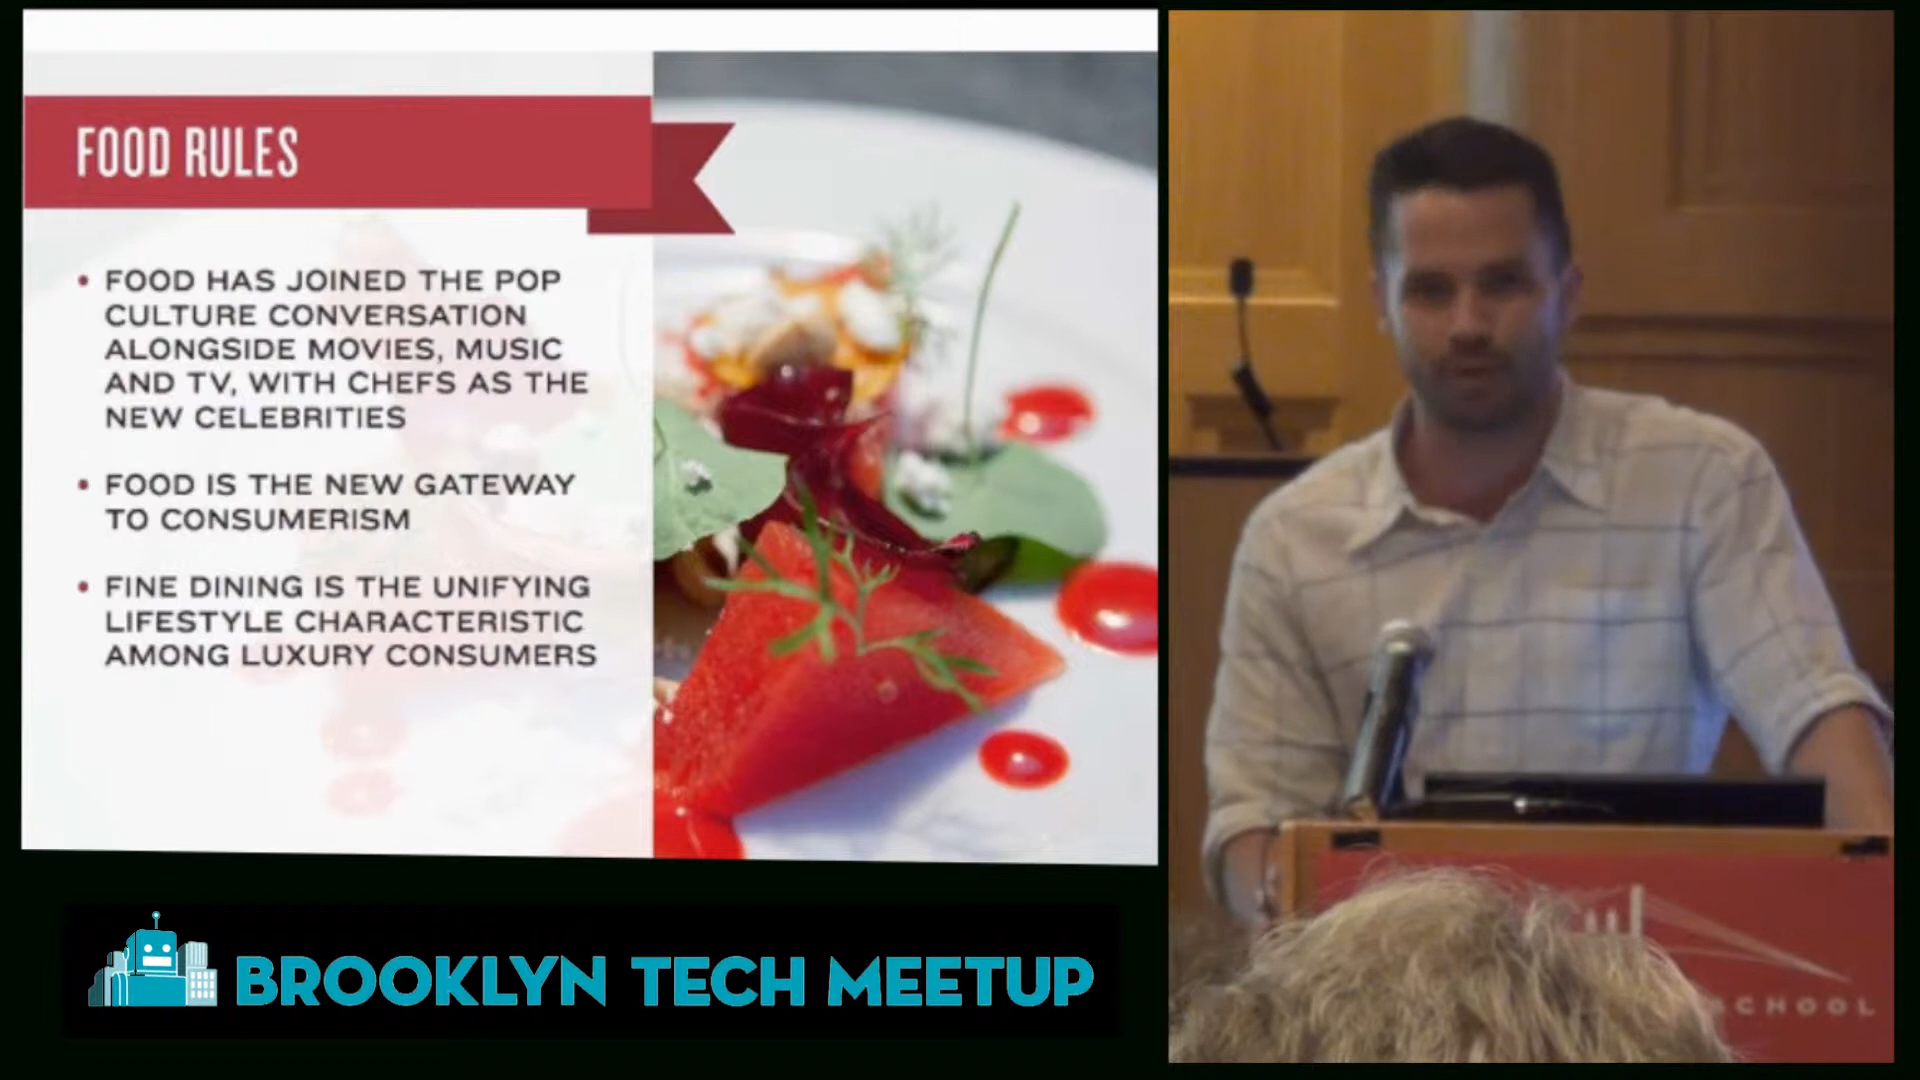 FOOD RULES
• FOOD HAS JOINED THE POP
CULTURE CONVERSATION
ALONGSIDE MOVIES, MUSIC
AND TV, WITH CHEFS AS THE
NEW CELEBRITIES
• FOOD IS THE NEW GATEWAY
TO CONSUMERISM
• FINE DINING IS THE UNIFYING
LIFESTYLE CHARACTERISTIC
AMONG LUXURY CONSUMERS
BROOKLYN TECH MEETUP
SCHOOL